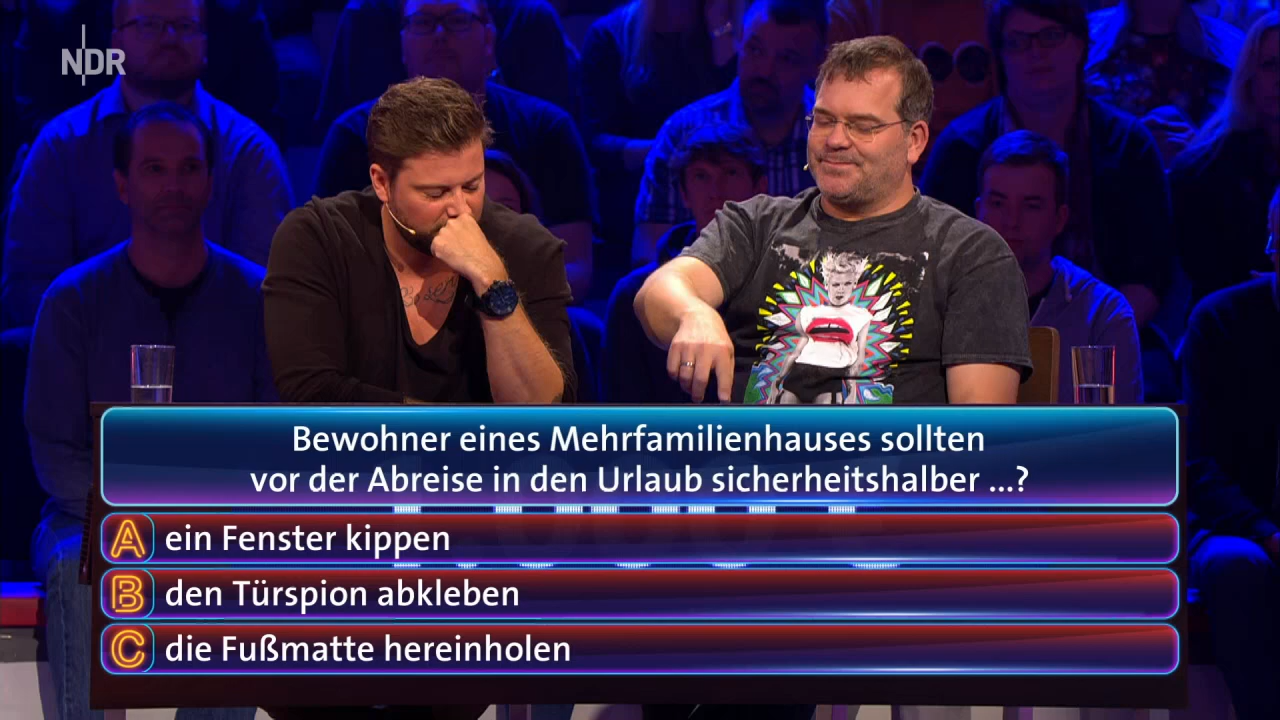 NDR
Bewohner eines Mehrfamilienhauses sollten
vor der Abreise in den Urlaub sicherheitshalber ...?
A ein Fenster kippen
B den Türspion abkleben
C die Fußmatte hereinholen